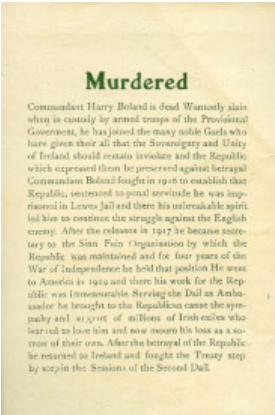 Murdered
Commandant Harry Boland is dead Wantonly slain
when in custody by armed troops of the Provisional
Goverment, he has joined the many noble Gaels who
have given their all that the Sovereignty and Unity
of Ireland should remain inviolate and the Republic
which expressed them be preserved against betrayal
Commandant Boland fought in 1916 to establish that
Republic, sentenced to penal servitude he was imp-
risoned in Lewes Jail and there his unbreakable spirit
led him to continue the struggle against the English
enemy. After the releases in 1917 he became secre-
tary to the Sinn Fein Organisation by which the
Republic was maintained and for four years of the
War of Independence he held that position He went
to America in 1919 and there his work for the Rep-
ublic was immeasurable Serving the Dail as Amba-
ssador he brought to the Republican cause the sym-
pathy and support of millions of Irish exiles who
learned to love him and now mourn his loss as a so-
rrow of their own. After the betrayal of the Republic
he returned to Ireland and fought the Treaty step
by step in the Sessions of the Second Dail.